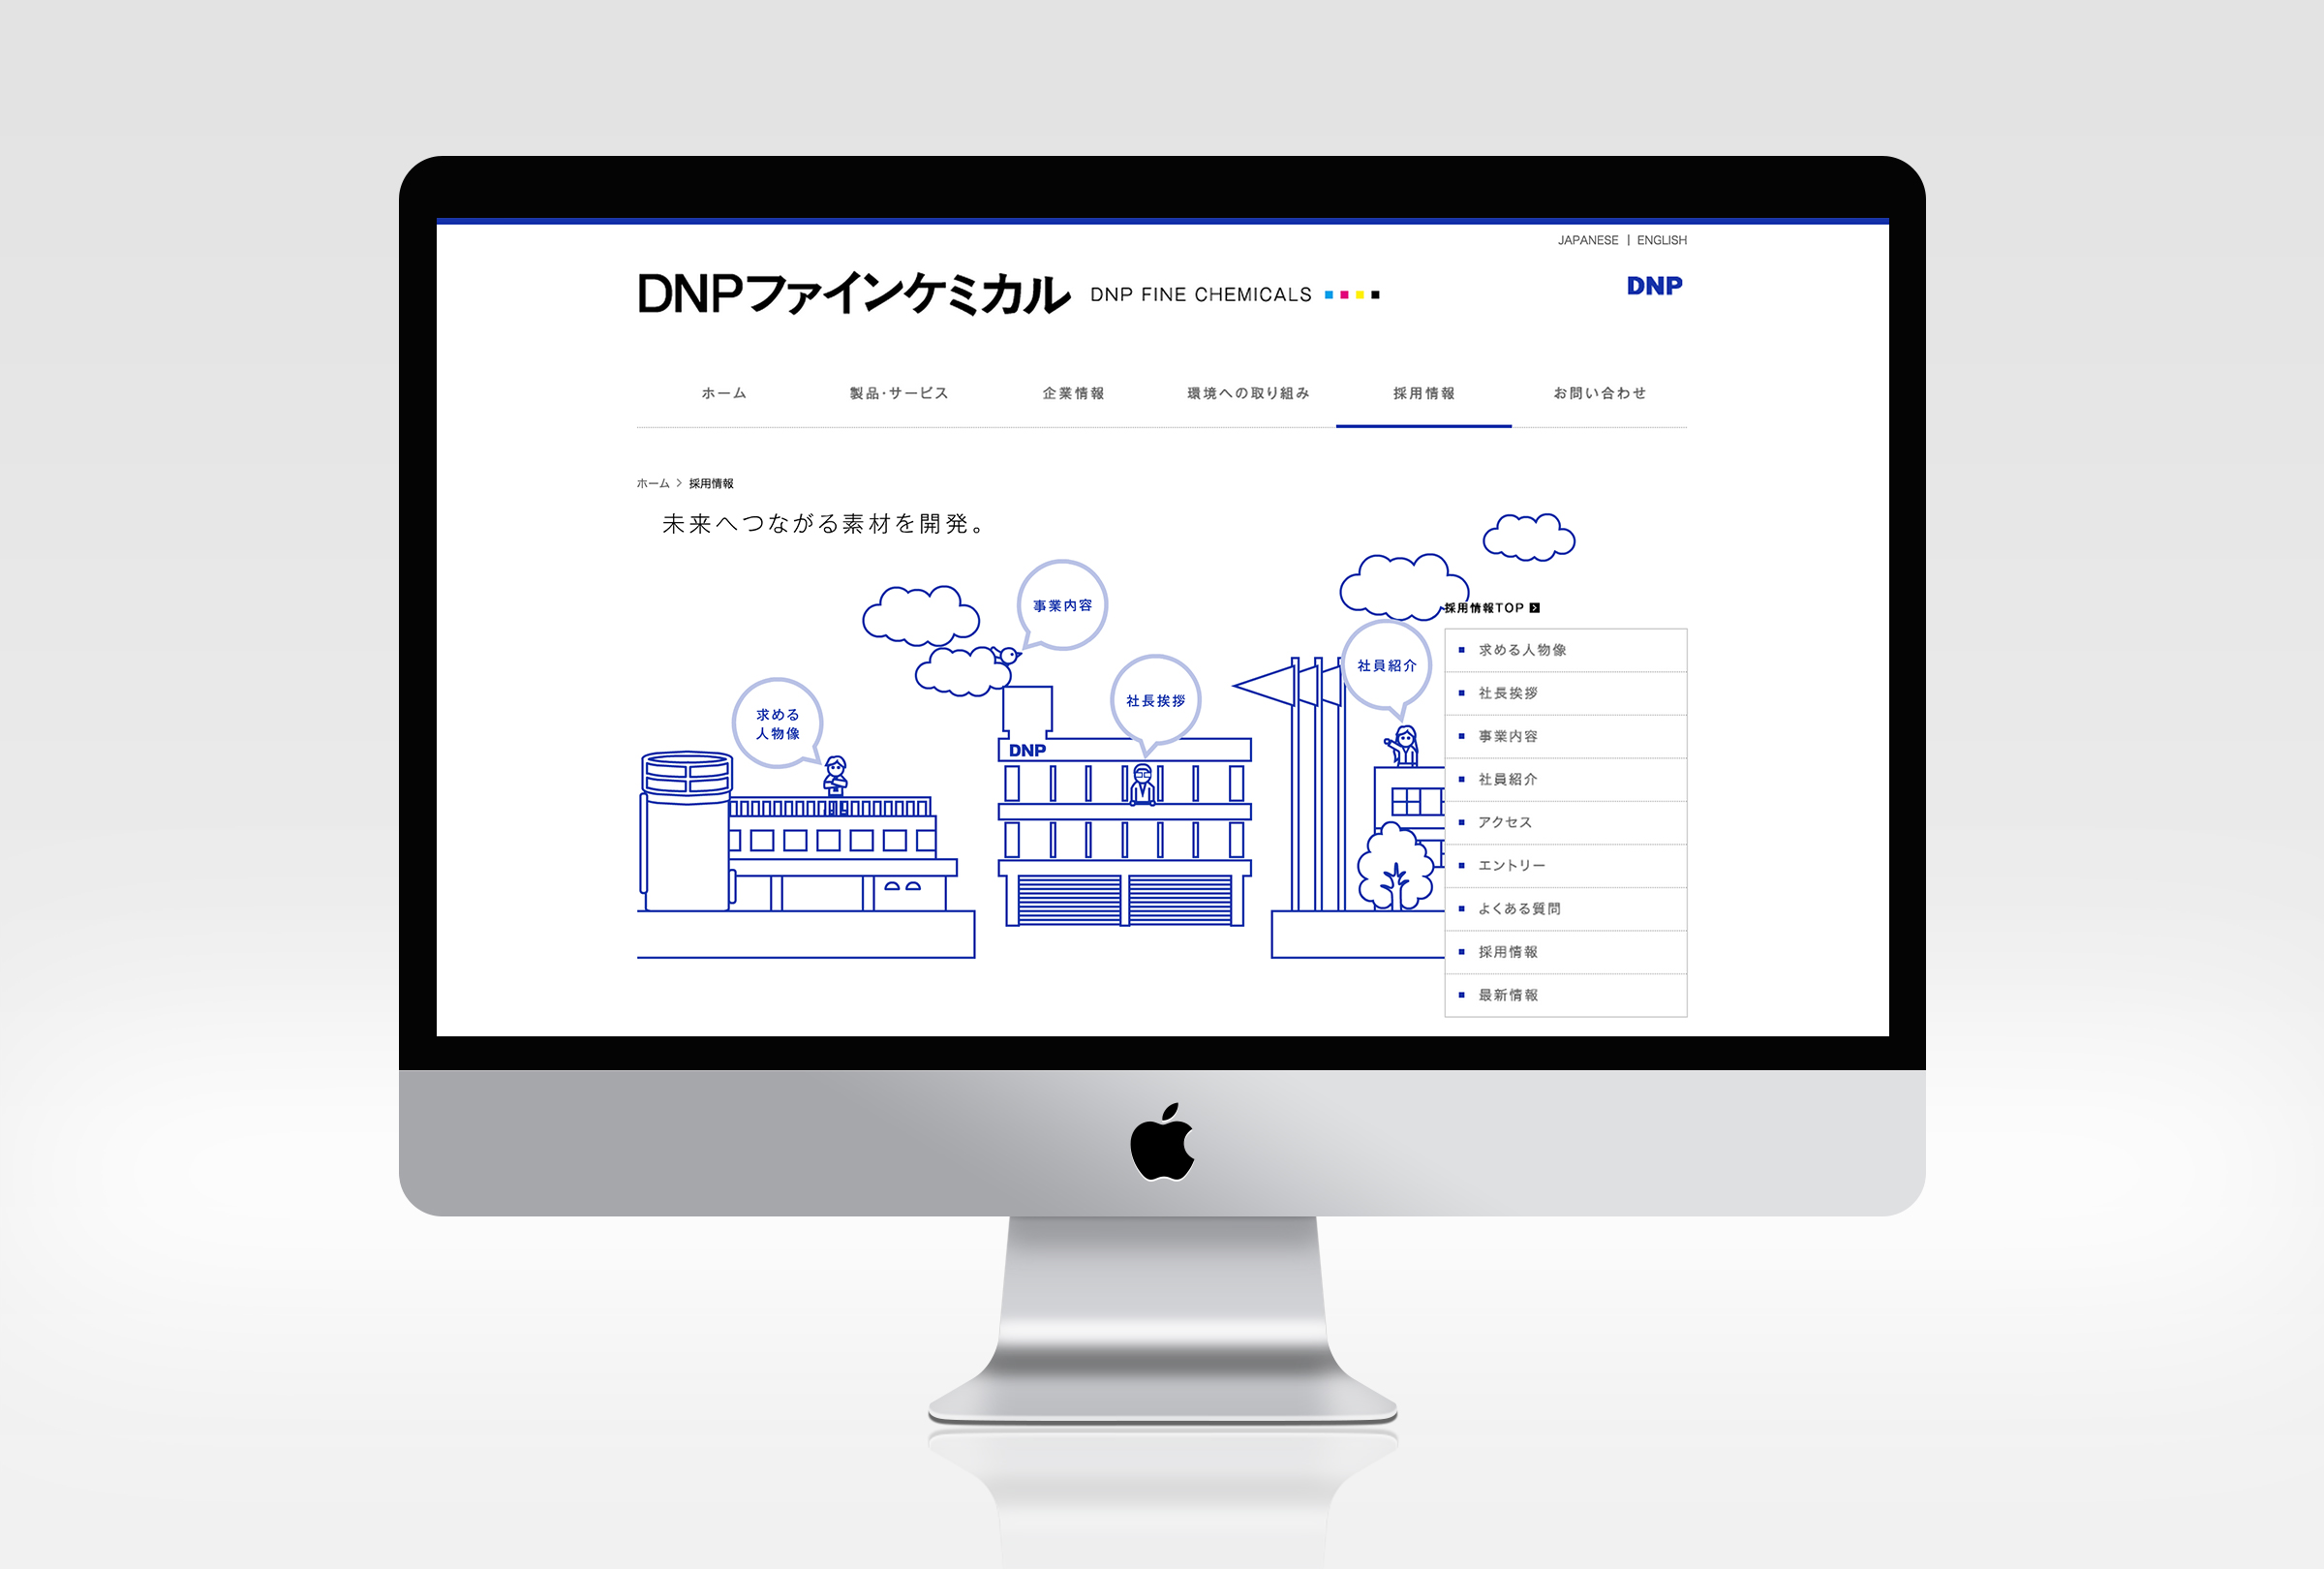 JAPANESE | ENGLISH
DNPファインケミカル DNP FINE CHEMICALS
DNP
ホーム 製品・サービス 企業情報 環境への取り組み 採用情報 お問い合わせ
ホーム > 採用情報
未来へつながる素材を開発。
事業内容
社員紹介
社長挨拶
求める
人物像
DNP
採用情報TOP
求める人物像
社長挨拶
事業内容
社員紹介
アクセス
エントリー
よくある質問
採用情報
最新情報